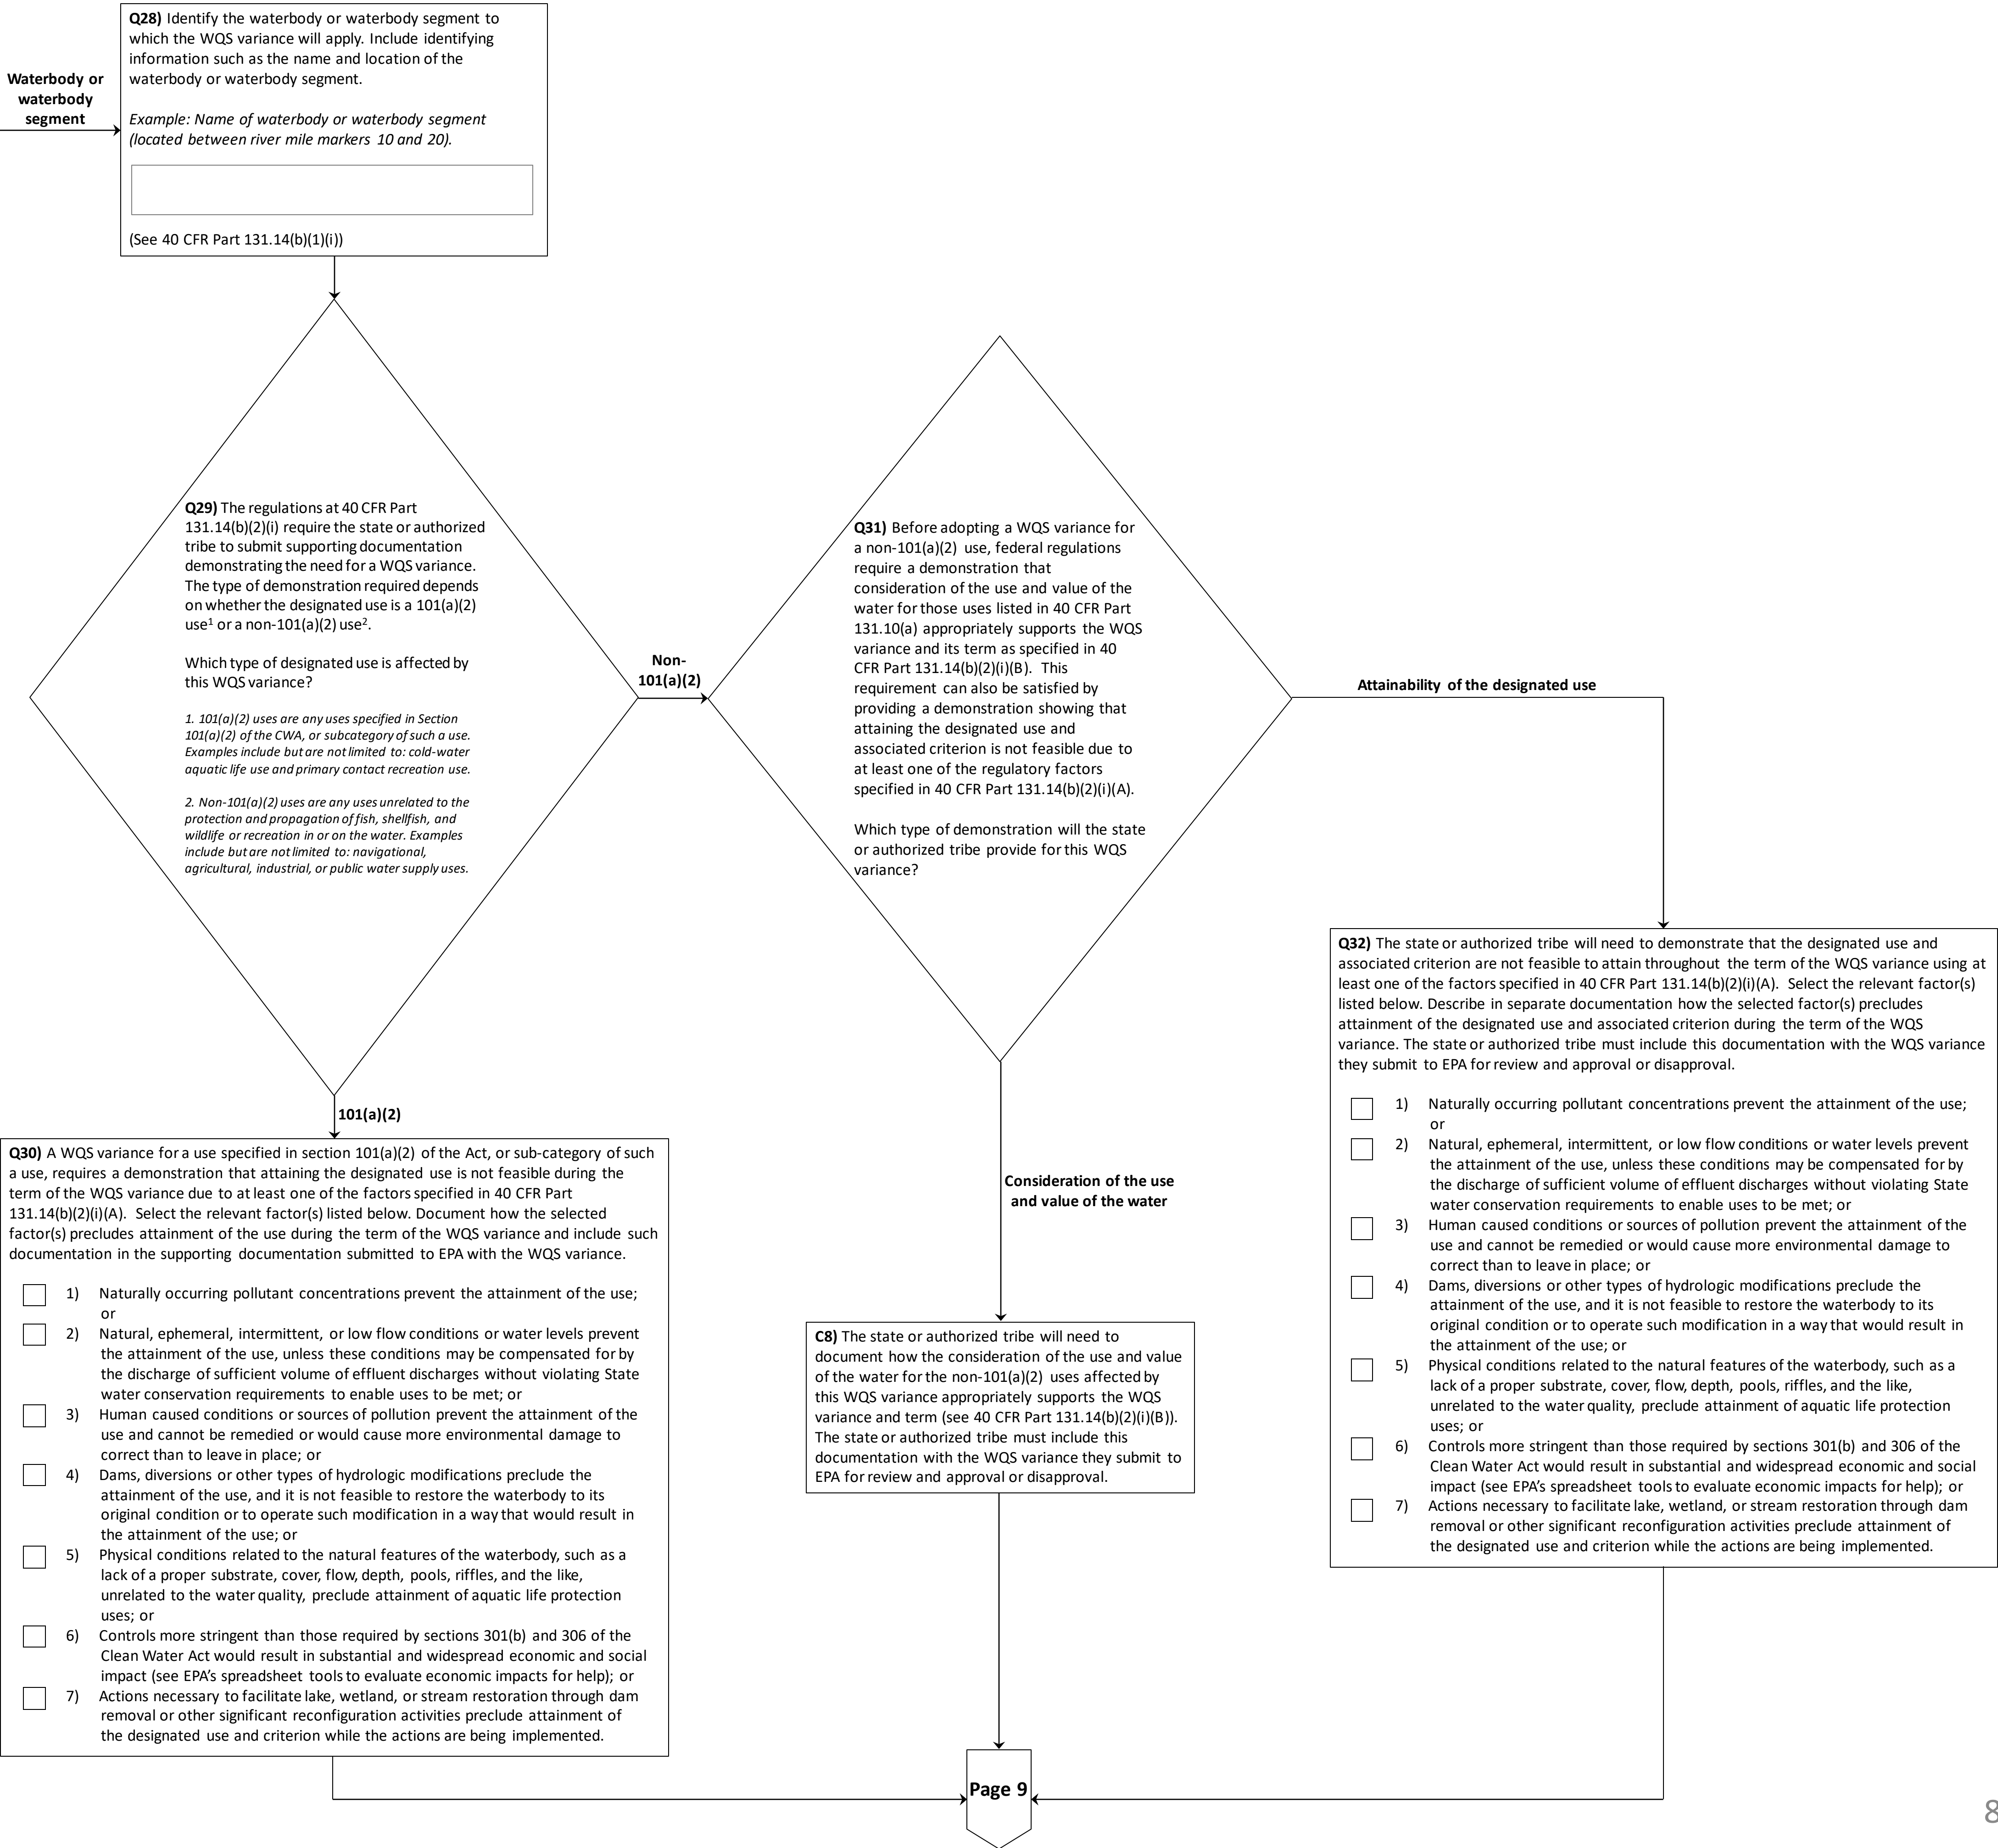 Waterbody or
waterbody
segment
Q28) Identify the waterbody or waterbody segment to
which the WQS variance will apply. Include identifying
information such as the name and location of the
waterbody or waterbody segment.
Example: Name of waterbody or waterbody segment
(located between river mile markers 10 and 20).
(See 40 CFR Part 131.14(b)(1)(i))
Q29) The regulations at 40 CFR Part
131.14(b)(2)(i) require the state or authorized
tribe to submit supporting documentation
demonstrating the need for a WQS variance.
The type of demonstration required depends
on whether the designated use is a 101(a)(2)
use¹ or a non-101(a)(2) use².
Which type of designated use is affected by
this WQS variance?
1. 101(a)(2) uses are any uses specified in Section
101(a)(2) of the CWA, or subcategory of such a use.
Examples include but are not limited to: cold-water
aquatic life use and primary contact recreation use.
2. Non-101(a)(2) uses are any uses unrelated to the
protection and propagation of fish, shellfish, and
wildlife or recreation in or on the water. Examples
include but are not limited to: navigational,
agricultural, industrial, or public water supply uses.
Non-
101(a)(2)
Q31) Before adopting a WQS variance for
a non-101(a)(2) use, federal regulations
require a demonstration that
consideration of the use and value of the
water for those uses listed in 40 CFR Part
131.10(a) appropriately supports the WQS
variance and its term as specified in 40
CFR Part 131.14(b)(2)(i)(B). This
requirement can also be satisfied by
providing a demonstration showing that
attaining the designated use and
associated criterion is not feasible due to
at least one of the regulatory factors
specified in 40 CFR Part 131.14(b)(2)(i)(A).
Which type of demonstration will the state
or authorized tribe provide for this WQS
variance?
Attainability of the designated use
101(a)(2)
Q30) A WQS variance for a use specified in section 101(a)(2) of the Act, or sub-category of such
a use, requires a demonstration that attaining the designated use is not feasible during the
term of the WQS variance due to at least one of the factors specified in 40 CFR Part
131.14(b)(2)(i)(A). Select the relevant factor(s) listed below. Document how the selected
factor(s) precludes attainment of the use during the term of the WQS variance and include such
documentation in the supporting documentation submitted to EPA with the WQS variance.
1) Naturally occurring pollutant concentrations prevent the attainment of the use;
or
2) Natural, ephemeral, intermittent, or low flow conditions or water levels prevent
the attainment of the use, unless these conditions may be compensated for by
the discharge of sufficient volume of effluent discharges without violating State
water conservation requirements to enable uses to be met; or
3) Human caused conditions or sources of pollution prevent the attainment of the
use and cannot be remedied or would cause more environmental damage to
correct than to leave in place; or
4) Dams, diversions or other types of hydrologic modifications preclude the
attainment of the use, and it is not feasible to restore the waterbody to its
original condition or to operate such modification in a way that would result in
the attainment of the use; or
5) Physical conditions related to the natural features of the waterbody, such as a
lack of a proper substrate, cover, flow, depth, pools, riffles, and the like,
unrelated to the water quality, preclude attainment of aquatic life protection
uses; or
6) Controls more stringent than those required by sections 301(b) and 306 of the
Clean Water Act would result in substantial and widespread economic and social
impact (see EPA's spreadsheet tools to evaluate economic impacts for help); or
7) Actions necessary to facilitate lake, wetland, or stream restoration through dam
removal or other significant reconfiguration activities preclude attainment of
the designated use and criterion while the actions are being implemented.
Consideration of the use
and value of the water
C8) The state or authorized tribe will need to
document how the consideration of the use and value
of the water for the non-101(a)(2) uses affected by
this WQS variance appropriately supports the WQS
variance and term (see 40 CFR Part 131.14(b)(2)(i)(B)).
The state or authorized tribe must include this
documentation with the WQS variance they submit to
EPA for review and approval or disapproval.
Q32) The state or authorized tribe will need to demonstrate that the designated use and
associated criterion are not feasible to attain throughout the term of the WQS variance using at
least one of the factors specified in 40 CFR Part 131.14(b)(2)(i)(A). Select the relevant factor(s)
listed below. Describe in separate documentation how the selected factor(s) precludes
attainment of the designated use and associated criterion during the term of the WQS
variance. The state or authorized tribe must include this documentation with the WQS variance
they submit to EPA for review and approval or disapproval.
1) Naturally occurring pollutant concentrations prevent the attainment of the use;
or
2) Natural, ephemeral, intermittent, or low flow conditions or water levels prevent
the attainment of the use, unless these conditions may be compensated for by
the discharge of sufficient volume of effluent discharges without violating State
water conservation requirements to enable uses to be met; or
3) Human caused conditions or sources of pollution prevent the attainment of the
use and cannot be remedied or would cause more environmental damage to
correct than to leave in place; or
4) Dams, diversions or other types of hydrologic modifications preclude the
attainment of the use, and it is not feasible to restore the waterbody to its
original condition or to operate such modification in a way that would result in
the attainment of the use; or
5) Physical conditions related to the natural features of the waterbody, such as a
lack of a proper substrate, cover, flow, depth, pools, riffles, and the like,
unrelated to the water quality, preclude attainment of aquatic life protection
uses; or
6) Controls more stringent than those required by sections 301(b) and 306 of the
Clean Water Act would result in substantial and widespread economic and social
impact (see EPA's spreadsheet tools to evaluate economic impacts for help); or
7) Actions necessary to facilitate lake, wetland, or stream restoration through dam
removal or other significant reconfiguration activities preclude attainment of
the designated use and criterion while the actions are being implemented.
Page 9
8